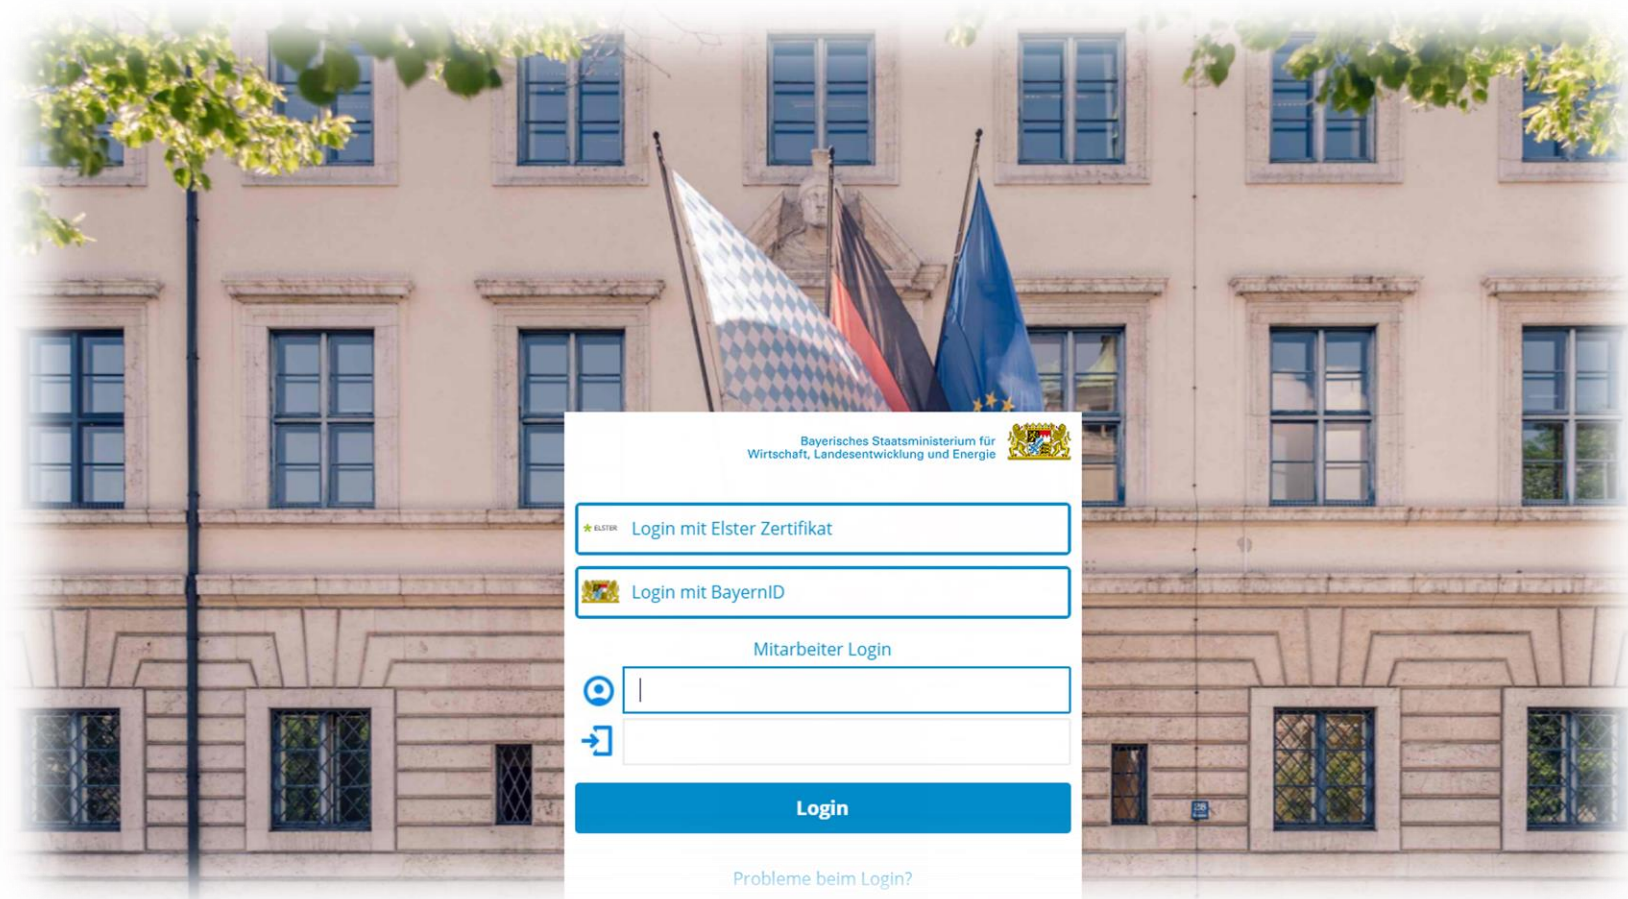 Bayerisches Staatsministerium für
Wirtschaft, Landesentwicklung und Energie
ELSTER Login mit Elster Zertifikat
Login mit BayernID
Mitarbeiter Login
Login
Probleme beim Login?
28